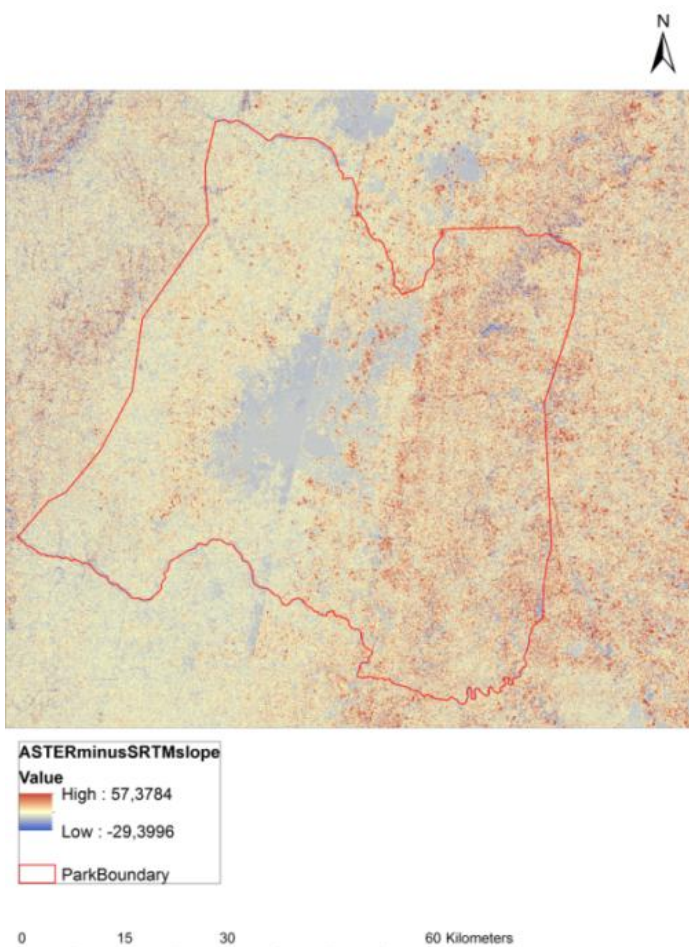 N
ASTERminusSRTMslope
Value
High : 57,3784
Low : -29,3996
ParkBoundary
0 15 30 60 Kilometers